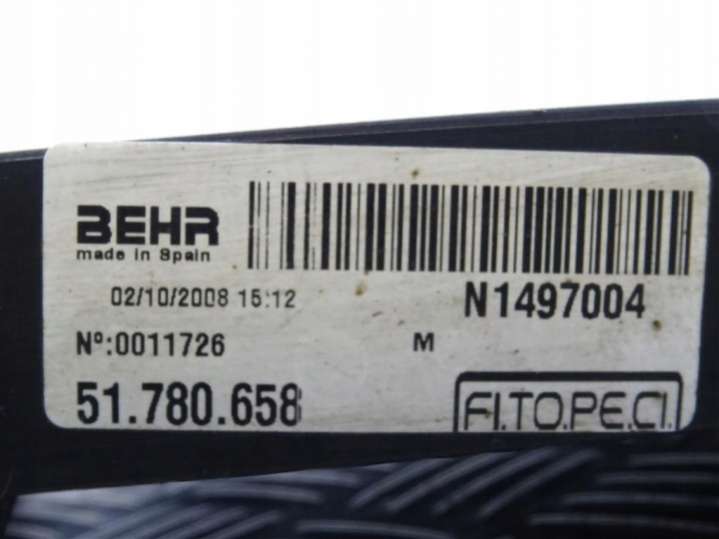 BEHR
made in Spain
02/10/2008 15:12
N1497004
Nº:0011726
M
51.780.658
FI.TO.PE.CI.